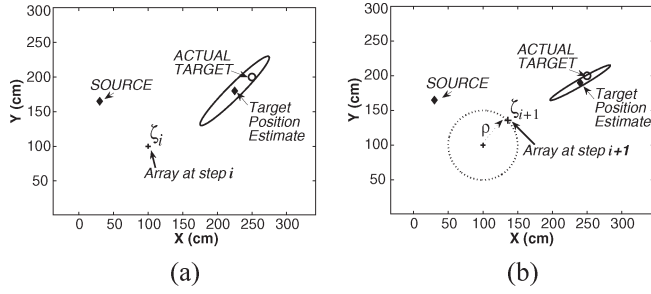 300
250
200
150
100
50
Y (cm)
SOURCE
ACTUAL
TARGET
Target
Position
Estimate
ζi
Array at step i
0 50 100 150 200 250 300
X (cm)
(a)
300
250
200
150
100
50
Y (cm)
SOURCE
ACTUAL
TARGET
Target
Position
Estimate
ζi+1
ρ
Array at step i+1
0 50 100 150 200 250 300
X (cm)
(b)